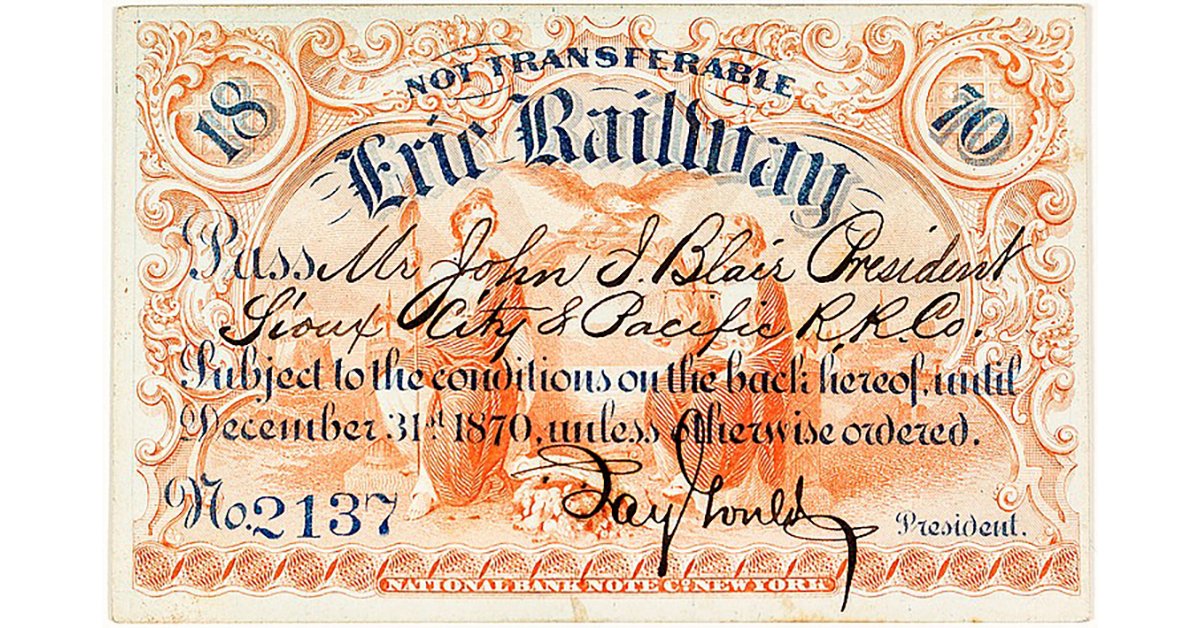 NOT TRANSFERABLE
18 70
Erie Railway
Pass Mr John I. Blair President
Sioux City & Pacific R.R.Co.
Subject to the conditions on the back hereof, until
December 31st 1870, unless Otherwise ordered.
No. 2137 Jay Gould President.
NATIONAL BANK NOTE Co. NEW YORK